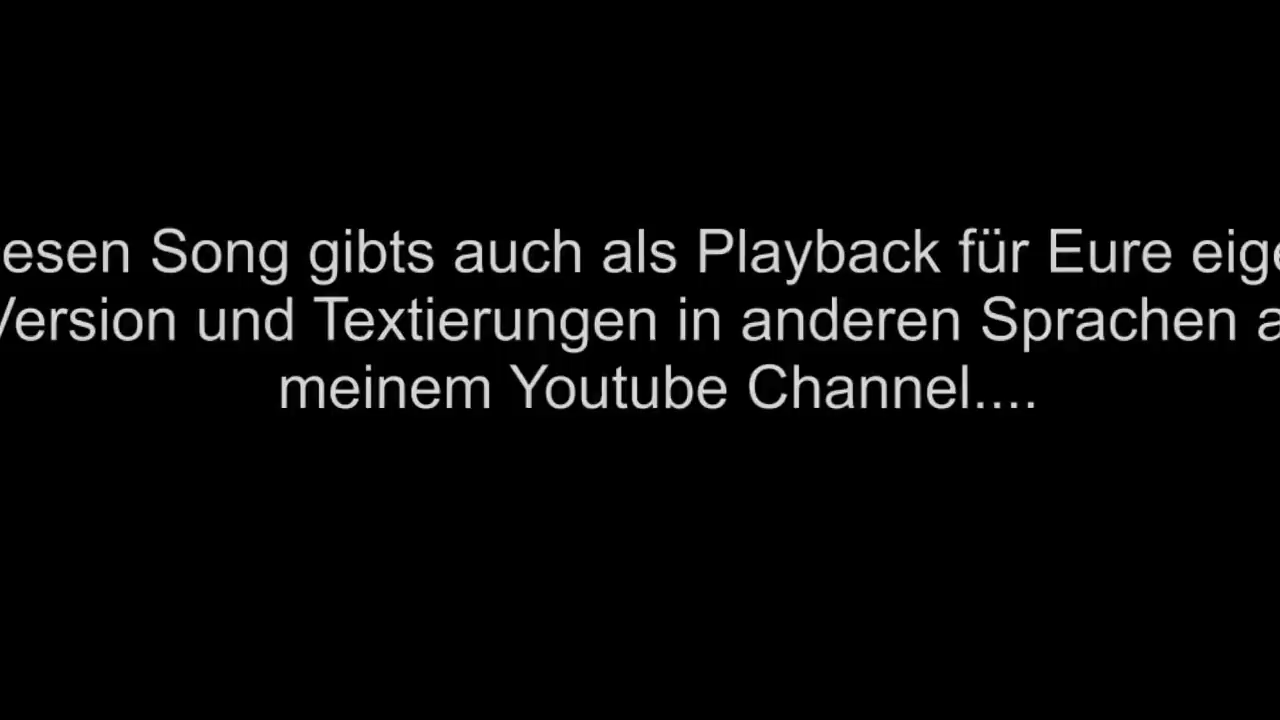 esen Song gibts auch als Playback für Eure eige
Version und Textierungen in anderen Sprachen a
meinem Youtube Channel....